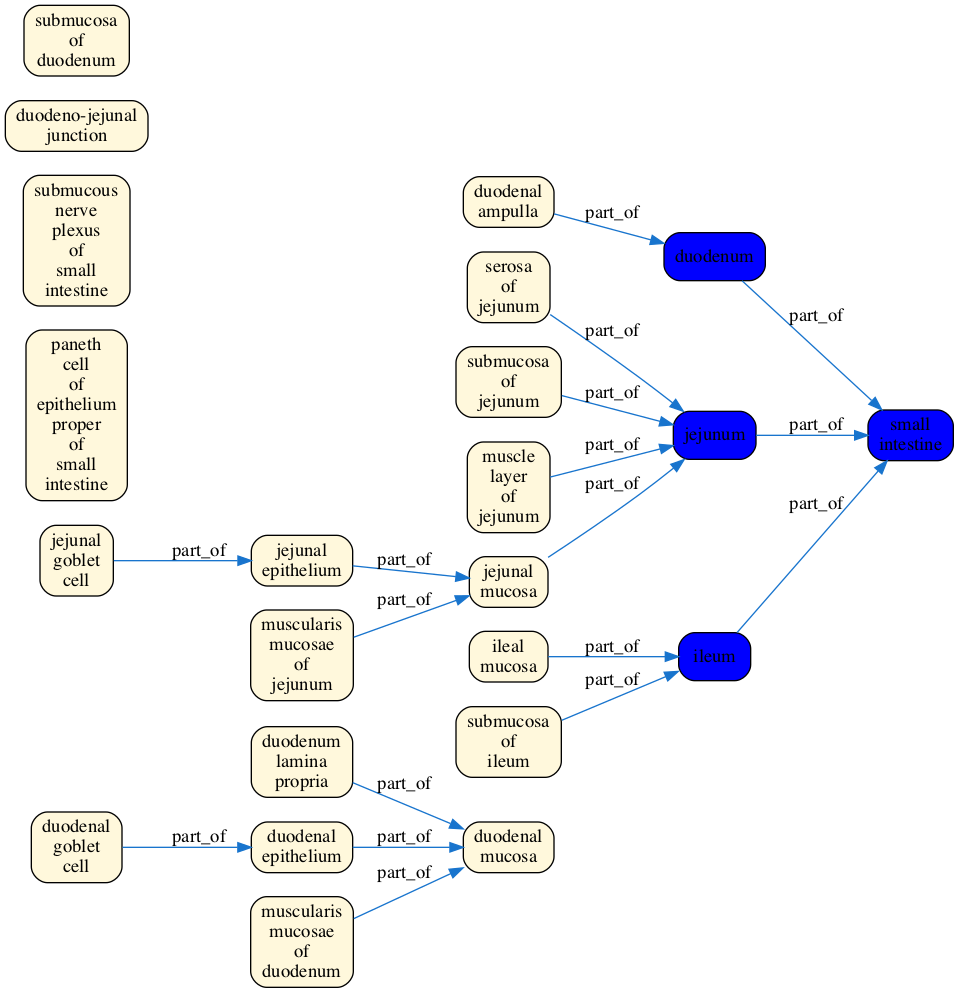 submucosa
of
duodenum
duodeno-jejunal
junction
submucous
nerve
plexus
of
small
intestine
paneth
cell
of
epithelium
proper
of
small
intestine
jejunal
goblet
cell
part_of
jejunal
epithelium
part_of
muscularis
mucosae
of
jejunum
part_of
duodenal
ampulla
part_of
duodenum
part_of
serosa
of
jejunum
part_of
submucosa
of
jejunum
part_of
muscle
layer
of
jejunum
part_of
jejunal
mucosa
part_of
jejunum
part_of
small
intestine
ileal
mucosa
part_of
submucosa
of
ileum
part_of
ileum
part_of
duodenum
lamina
propria
part_of
duodenal
goblet
cell
part_of
duodenal
epithelium
part_of
duodenal
mucosa
muscularis
mucosae
of
duodenum
part_of